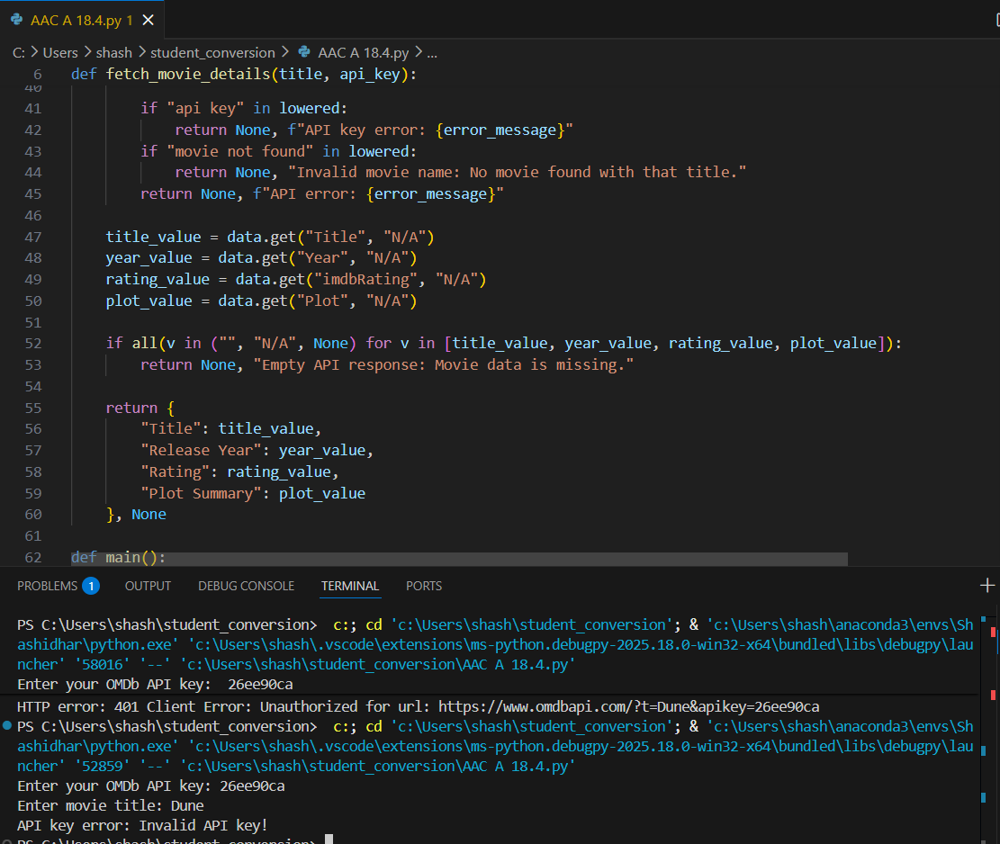 AAC A 18.4.py 1
C: > Users > shash > student_conversion > AAC A 18.4.py > ...
6 def fetch_movie_details(title, api_key):
40
41 if "api key" in lowered:
42 return None, f"API key error: {error_message}"
43 if "movie not found" in lowered:
44 return None, "Invalid movie name: No movie found with that title."
45 return None, f"API error: {error_message}"
46
47 title_value = data.get("Title", "N/A")
48 year_value = data.get("Year", "N/A")
49 rating_value = data.get("imdbRating", "N/A")
50 plot_value = data.get("Plot", "N/A")
51
52 if all(v in ("", "N/A", None) for v in [title_value, year_value, rating_value, plot_value]):
53 return None, "Empty API response: Movie data is missing."
54
55 return {
56 "Title": title_value,
57 "Release Year": year_value,
58 "Rating": rating_value,
59 "Plot Summary": plot_value
60 }, None
61
62 def main():
PROBLEMS 1 OUTPUT DEBUG CONSOLE TERMINAL PORTS
PS C:\Users\shash\student_conversion> c:; cd 'c:\Users\shash\student_conversion'; & 'c:\Users\shash\anaconda3\envs\Sh
ashidhar\python.exe' 'c:\Users\shash\.vscode\extensions\ms-python.debugpy-2025.18.0-win32-x64\bundled\libs\debugpy\lau
ncher' '58016' '--' 'c:\Users\shash\student_conversion\AAC A 18.4.py'
Enter your OMDb API key:  26ee90ca
HTTP error: 401 Client Error: Unauthorized for url: https://www.omdbapi.com/?t=Dune&apikey=26ee90ca
PS C:\Users\shash\student_conversion> c:; cd 'c:\Users\shash\student_conversion'; & 'c:\Users\shash\anaconda3\envs\Sh
ashidhar\python.exe' 'c:\Users\shash\.vscode\extensions\ms-python.debugpy-2025.18.0-win32-x64\bundled\libs\debugpy\lau
ncher' '52859' '--' 'c:\Users\shash\student_conversion\AAC A 18.4.py'
Enter your OMDb API key: 26ee90ca
Enter movie title: Dune
API key error: Invalid API key!
PS C:\Users\shash\student_conversion>